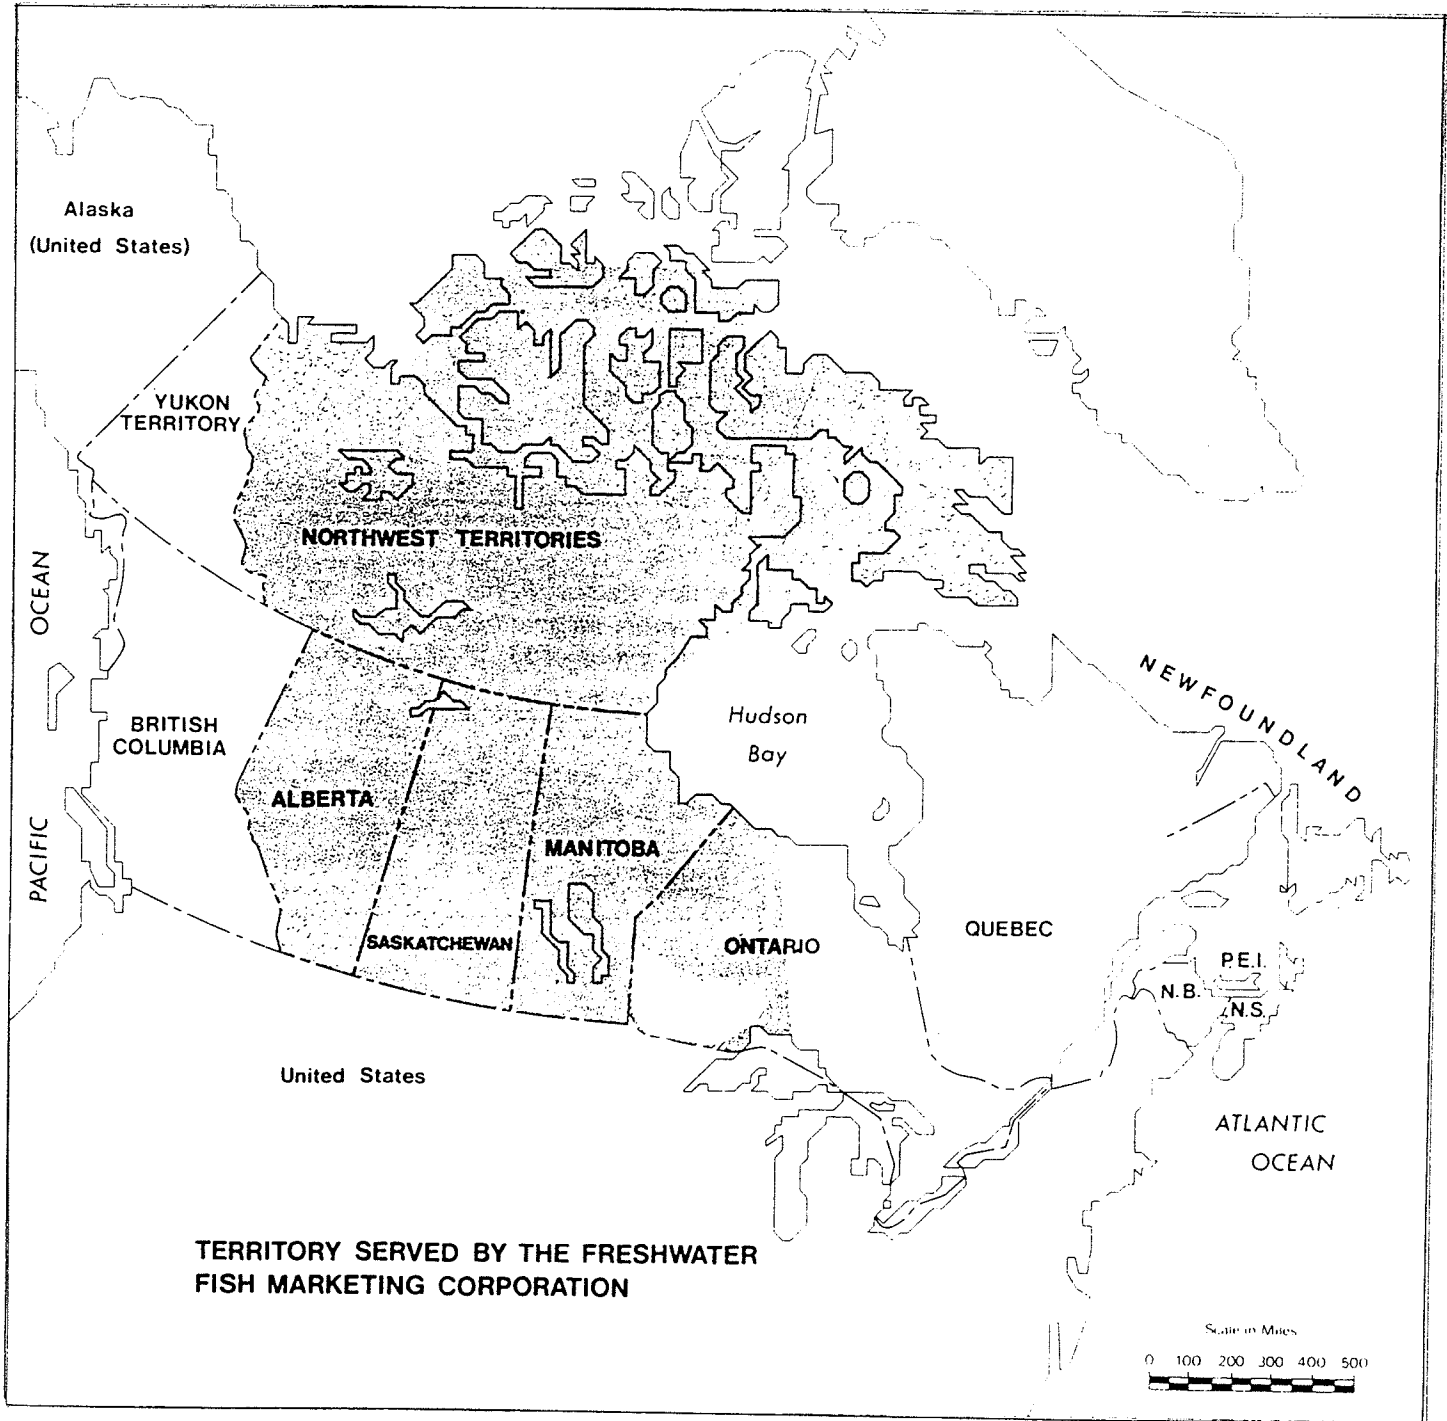 Alaska
(United States)
YUKON
TERRITORY
NORTHWEST TERRITORIES
PACIFIC OCEAN
BRITISH
COLUMBIA
ALBERTA
SASKATCHEWAN
MANITOBA
Hudson
Bay
ONTARIO
QUEBEC
NEWFOUNDLAND
P.E.I.
N.B.
N.S.
United States
ATLANTIC
OCEAN
TERRITORY SERVED BY THE FRESHWATER
FISH MARKETING CORPORATION
Scale in Miles
0 100 200 300 400 500